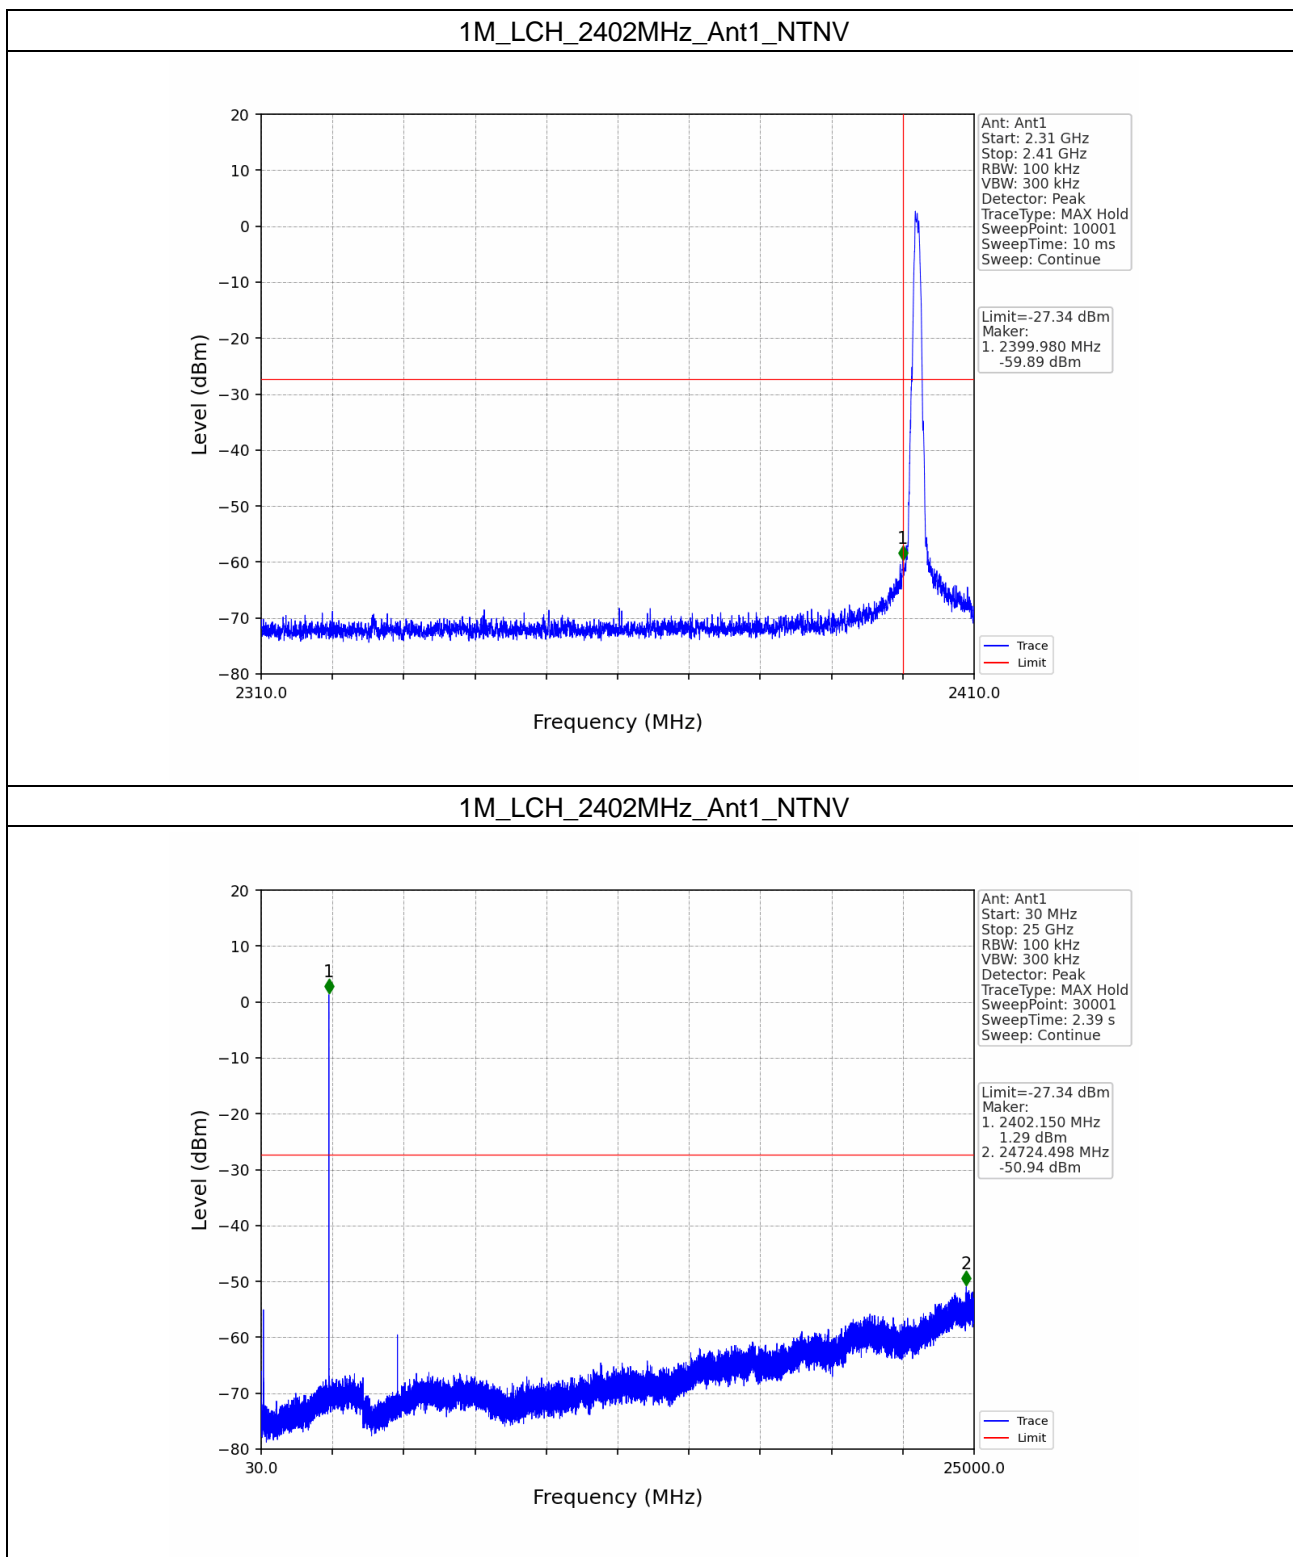 1M_LCH_2402MHz_Ant1_NTNV
20
10
0
−10
−20
−30
−40
−50
−60
−70
−80
Level (dBm)
1
2310.0
2410.0
Frequency (MHz)
Ant: Ant1
Start: 2.31 GHz
Stop: 2.41 GHz
RBW: 100 kHz
VBW: 300 kHz
Detector: Peak
TraceType: MAX Hold
SweepPoint: 10001
SweepTime: 10 ms
Sweep: Continue
Limit=-27.34 dBm
Maker:
1. 2399.980 MHz
-59.89 dBm
Trace
Limit
1M_LCH_2402MHz_Ant1_NTNV
20
10
0
−10
−20
−30
−40
−50
−60
−70
−80
Level (dBm)
1
2
30.0
25000.0
Frequency (MHz)
Ant: Ant1
Start: 30 MHz
Stop: 25 GHz
RBW: 100 kHz
VBW: 300 kHz
Detector: Peak
TraceType: MAX Hold
SweepPoint: 30001
SweepTime: 2.39 s
Sweep: Continue
Limit=-27.34 dBm
Maker:
1. 2402.150 MHz
1.29 dBm
2. 24724.498 MHz
-50.94 dBm
Trace
Limit